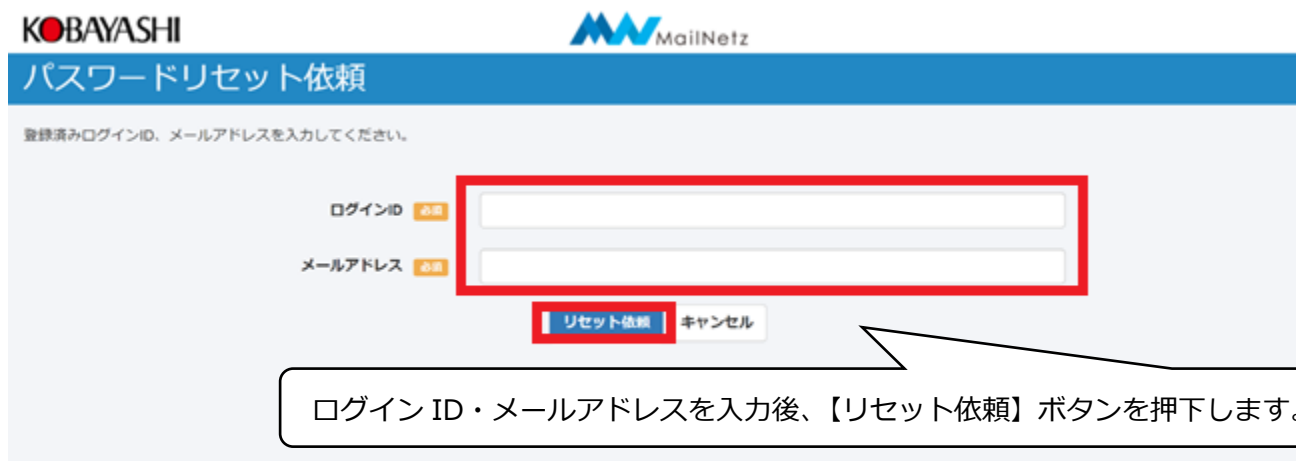 KOBAYASHI
MailNetz
パスワードリセット依頼
登録済みログインID、メールアドレスを入力してください。
ログインID 必須
メールアドレス 必須
リセット依頼 キャンセル
ログイン ID・メールアドレスを入力後、【リセット依頼】ボタンを押下します。